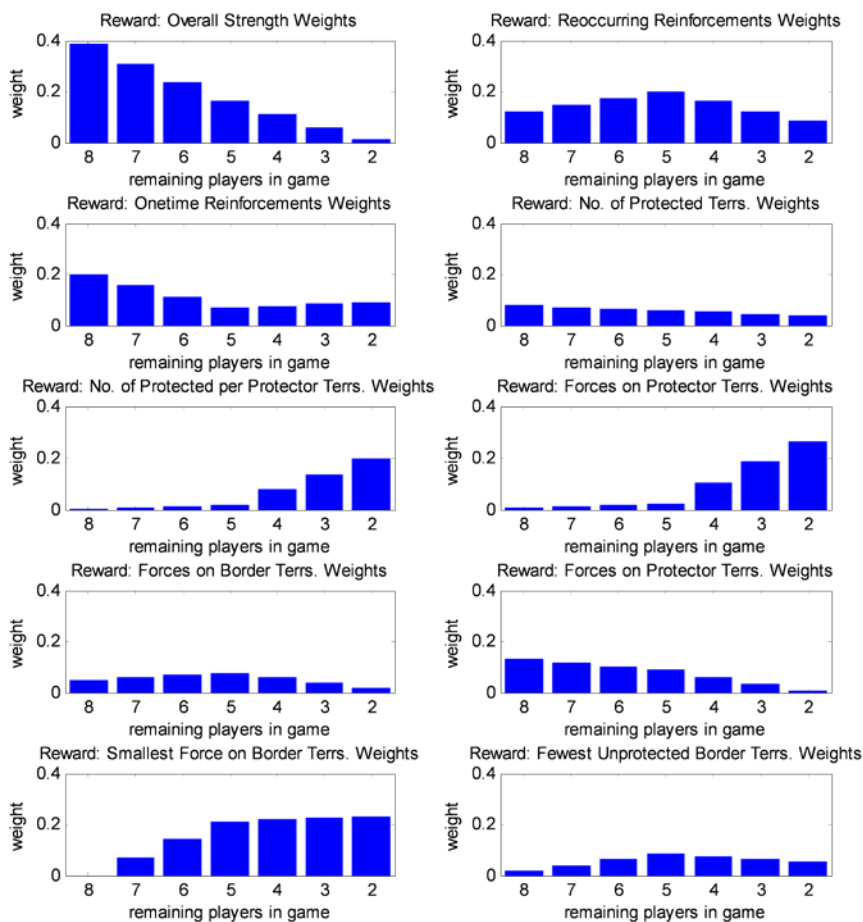 Reward: Overall Strength Weights
0.4
0.2
0
weight
8 7 6 5 4 3 2
remaining players in game
Reward: Reoccurring Reinforcements Weights
0.4
0.2
0
weight
8 7 6 5 4 3 2
remaining players in game
Reward: Onetime Reinforcements Weights
0.4
0.2
0
weight
8 7 6 5 4 3 2
remaining players in game
Reward: No. of Protected Terrs. Weights
0.4
0.2
0
weight
8 7 6 5 4 3 2
remaining players in game
Reward: No. of Protected per Protector Terrs. Weights
0.4
0.2
0
weight
8 7 6 5 4 3 2
remaining players in game
Reward: Forces on Protector Terrs. Weights
0.4
0.2
0
weight
8 7 6 5 4 3 2
remaining players in game
Reward: Forces on Border Terrs. Weights
0.4
0.2
0
weight
8 7 6 5 4 3 2
remaining players in game
Reward: Forces on Protector Terrs. Weights
0.4
0.2
0
weight
8 7 6 5 4 3 2
remaining players in game
Reward: Smallest Force on Border Terrs. Weights
0.4
0.2
0
weight
8 7 6 5 4 3 2
remaining players in game
Reward: Fewest Unprotected Border Terrs. Weights
0.4
0.2
0
weight
8 7 6 5 4 3 2
remaining players in game